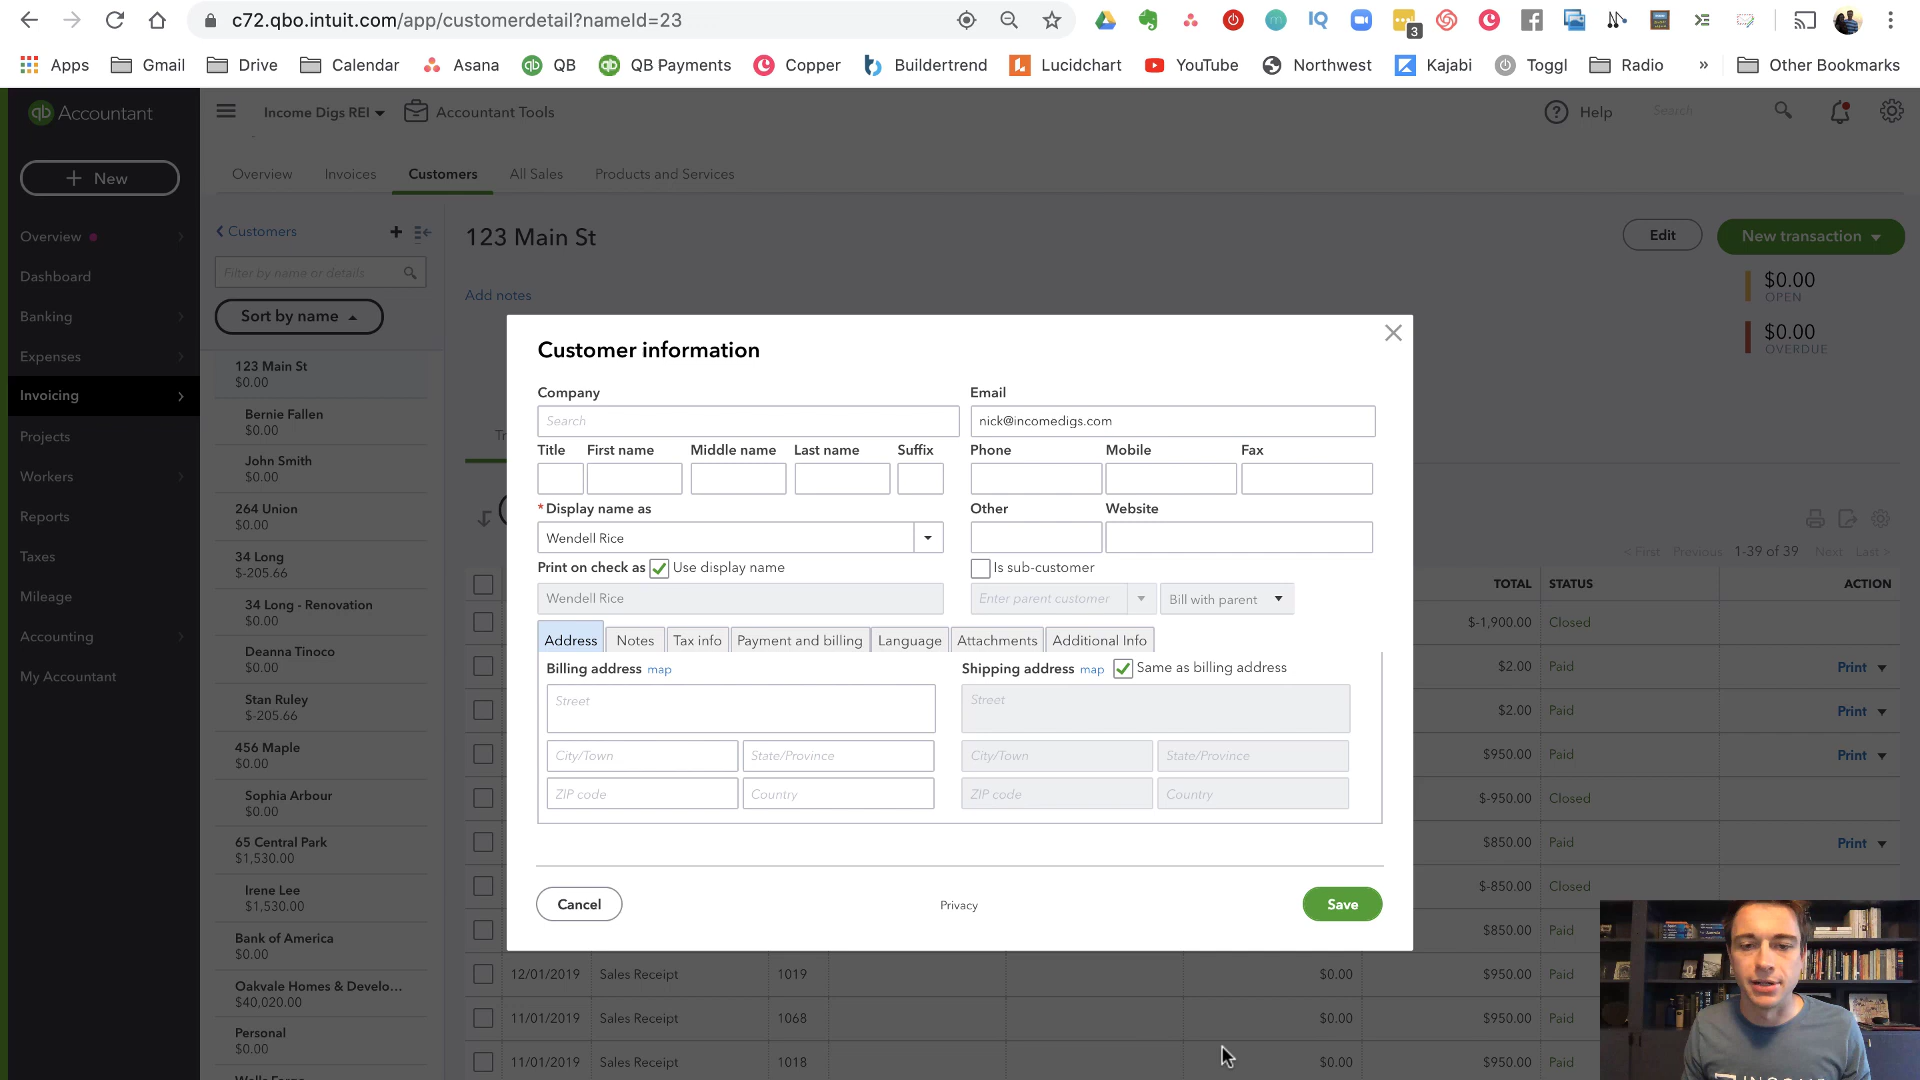 c72.qbo.intuit.com/app/customerdetail?nameId=23
3
Apps Gmail Drive Calendar Asana QB QB Payments Copper Buildertrend Lucidchart YouTube Northwest Kajabi Toggl Radio » Other Bookmarks
qb Accountant
Income Digs REI Accountant Tools
Help Search
+ New
Overview Invoices Customers All Sales Products and Services
Overview
Dashboard
Banking
Expenses
Invoicing
Projects
Workers
Reports
Taxes
Mileage
Accounting
My Accountant
Customers
Filter by name or details
Sort by name
123 Main St
$0.00
Bernie Fallen
$0.00
John Smith
$0.00
264 Union
$0.00
34 Long
$-205.66
34 Long - Renovation
$0.00
Deanna Tinoco
$0.00
Stan Ruley
$-205.66
456 Maple
$0.00
Sophia Arbour
$0.00
65 Central Park
$1,530.00
Irene Lee
$1,530.00
Bank of America
$0.00
Oakvale Homes & Develo...
$40,020.00
Personal
$0.00
123 Main St
Edit New transaction
Add notes
$0.00
OPEN
$0.00
OVERDUE
Customer information
Company Email
Search nick@incomedigs.com
Title First name Middle name Last name Suffix Phone Mobile Fax
* Display name as Other Website
Wendell Rice
Print on check as Use display name Is sub-customer
Wendell Rice Enter parent customer Bill with parent
Address Notes Tax info Payment and billing Language Attachments Additional Info
Billing address map Shipping address map Same as billing address
Street Street
City/Town State/Province City/Town State/Province
ZIP code Country ZIP code Country
Cancel Privacy Save
< First Previous 1-39 of 39 Next Last >
TOTAL STATUS ACTION
$-1,900.00 Closed
$2.00 Paid Print
$2.00 Paid Print
$950.00 Paid Print
$-950.00 Closed
$850.00 Paid Print
$-850.00 Closed
$850.00 Paid
12/01/2019 Sales Receipt 1019 $0.00 $950.00 Paid
11/01/2019 Sales Receipt 1068 $0.00 $950.00 Paid
11/01/2019 Sales Receipt 1018 $0.00 $950.00 Paid